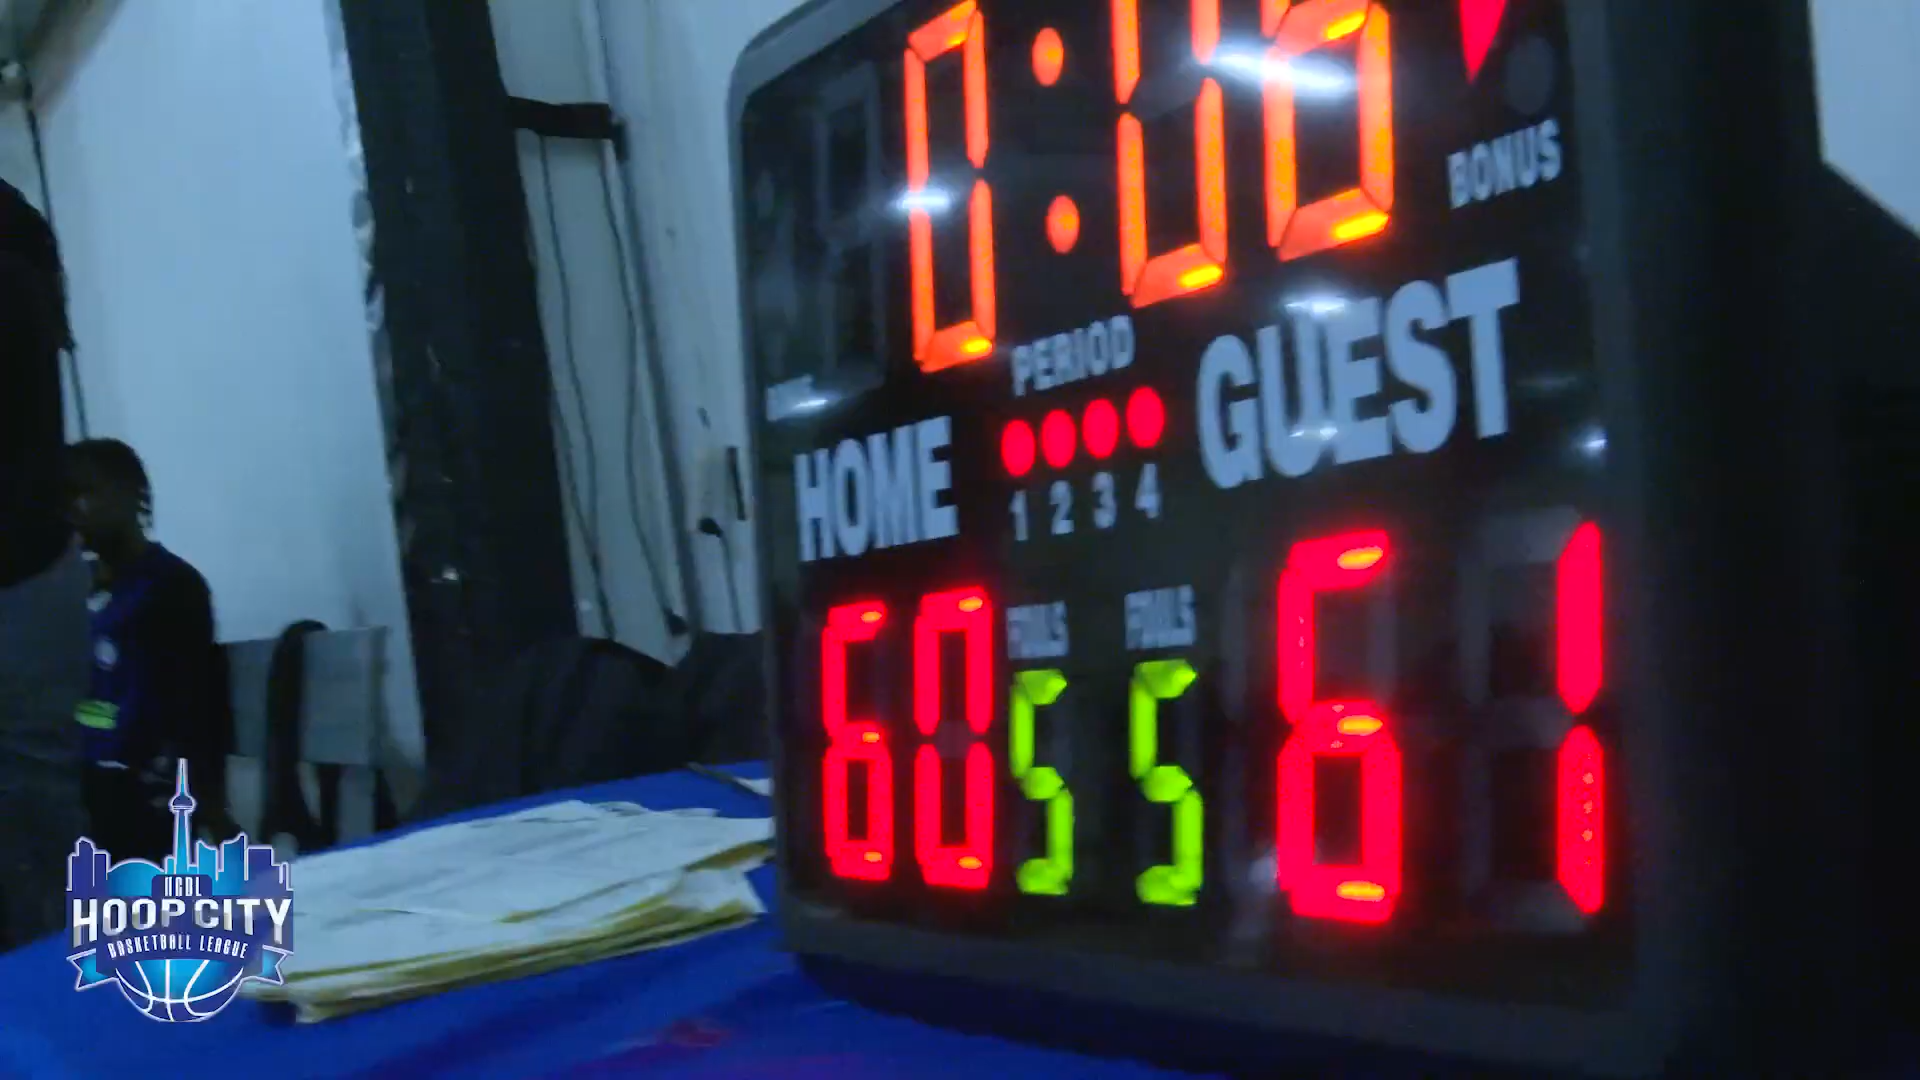 0:06
BONUS
PERIOD
HOME
GUEST
1 2 3 4
FOULS FOULS
60 5 5 61
HCBL
HOOP CITY
BASKETBALL LEAGUE